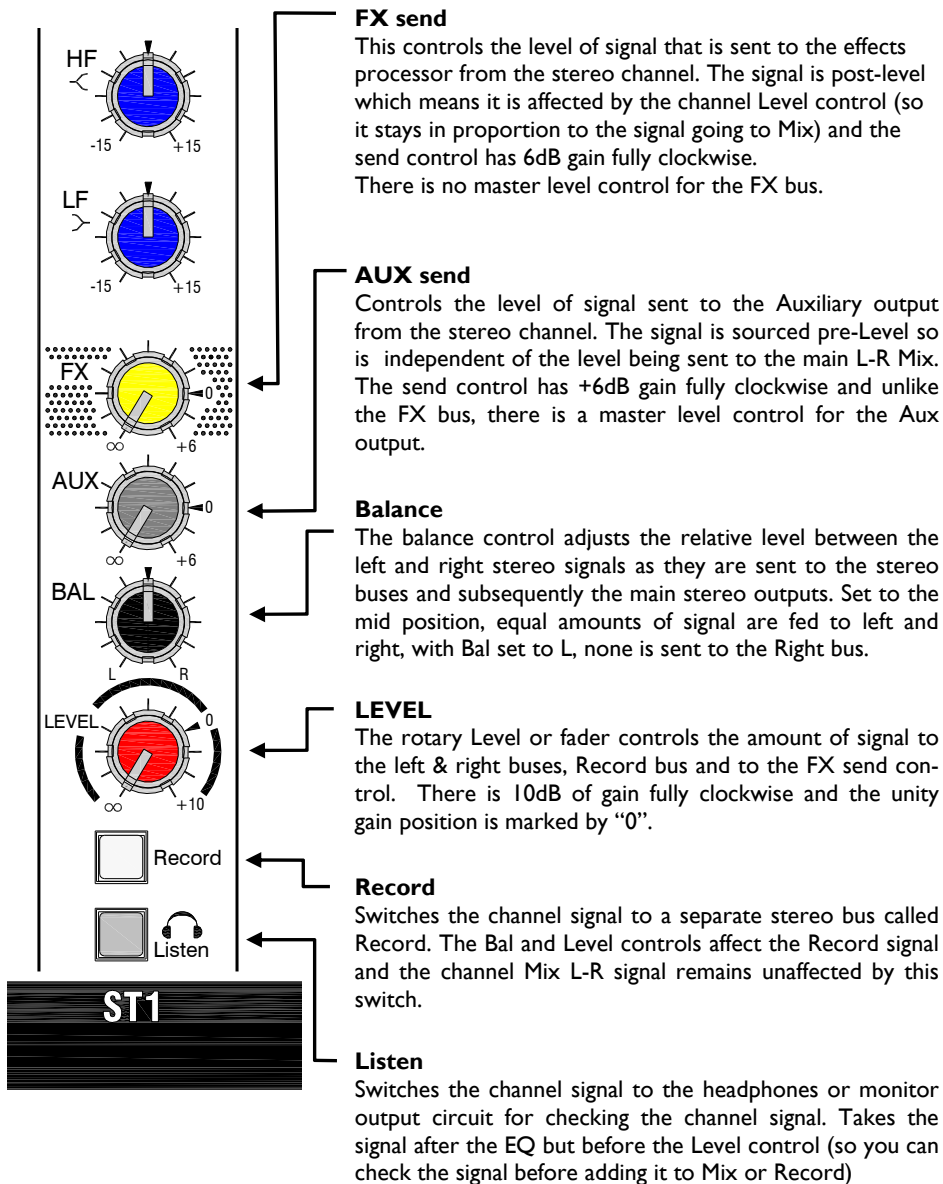 HF
-15
+15
LF
-15
+15
FX
0
∞
+6
AUX
0
∞
+6
BAL
L
R
LEVEL
0
∞
+10
Record
Listen
ST1
FX send
This controls the level of signal that is sent to the effects
processor from the stereo channel. The signal is post-level
which means it is affected by the channel Level control (so
it stays in proportion to the signal going to Mix) and the
send control has 6dB gain fully clockwise.
There is no master level control for the FX bus.
AUX send
Controls the level of signal sent to the Auxiliary output
from the stereo channel. The signal is sourced pre-Level so
is independent of the level being sent to the main L-R Mix.
The send control has +6dB gain fully clockwise and unlike
the FX bus, there is a master level control for the Aux
output.
Balance
The balance control adjusts the relative level between the
left and right stereo signals as they are sent to the stereo
buses and subsequently the main stereo outputs. Set to the
mid position, equal amounts of signal are fed to left and
right, with Bal set to L, none is sent to the Right bus.
LEVEL
The rotary Level or fader controls the amount of signal to
the left & right buses, Record bus and to the FX send con-
trol. There is 10dB of gain fully clockwise and the unity
gain position is marked by “0”.
Record
Switches the channel signal to a separate stereo bus called
Record. The Bal and Level controls affect the Record signal
and the channel Mix L-R signal remains unaffected by this
switch.
Listen
Switches the channel signal to the headphones or monitor
output circuit for checking the channel signal. Takes the
signal after the EQ but before the Level control (so you can
check the signal before adding it to Mix or Record)